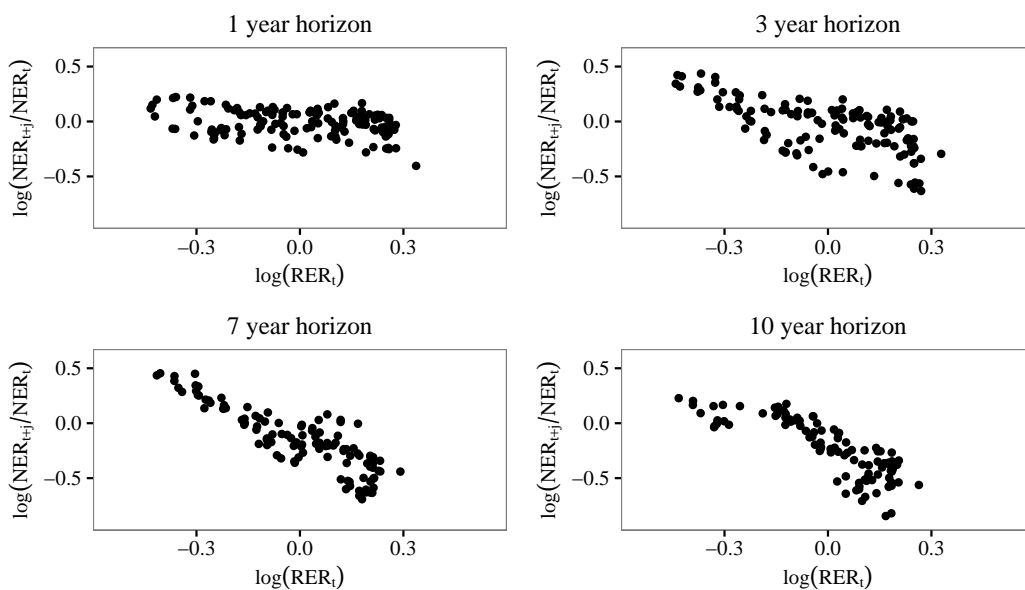 1 year horizon
0.5
0.0
−0.5
log(NERt+j/NERt)
−0.3 0.0 0.3
log(RERt)
3 year horizon
0.5
0.0
−0.5
log(NERt+j/NERt)
−0.3 0.0 0.3
log(RERt)
7 year horizon
0.5
0.0
−0.5
log(NERt+j/NERt)
−0.3 0.0 0.3
log(RERt)
10 year horizon
0.5
0.0
−0.5
log(NERt+j/NERt)
−0.3 0.0 0.3
log(RERt)